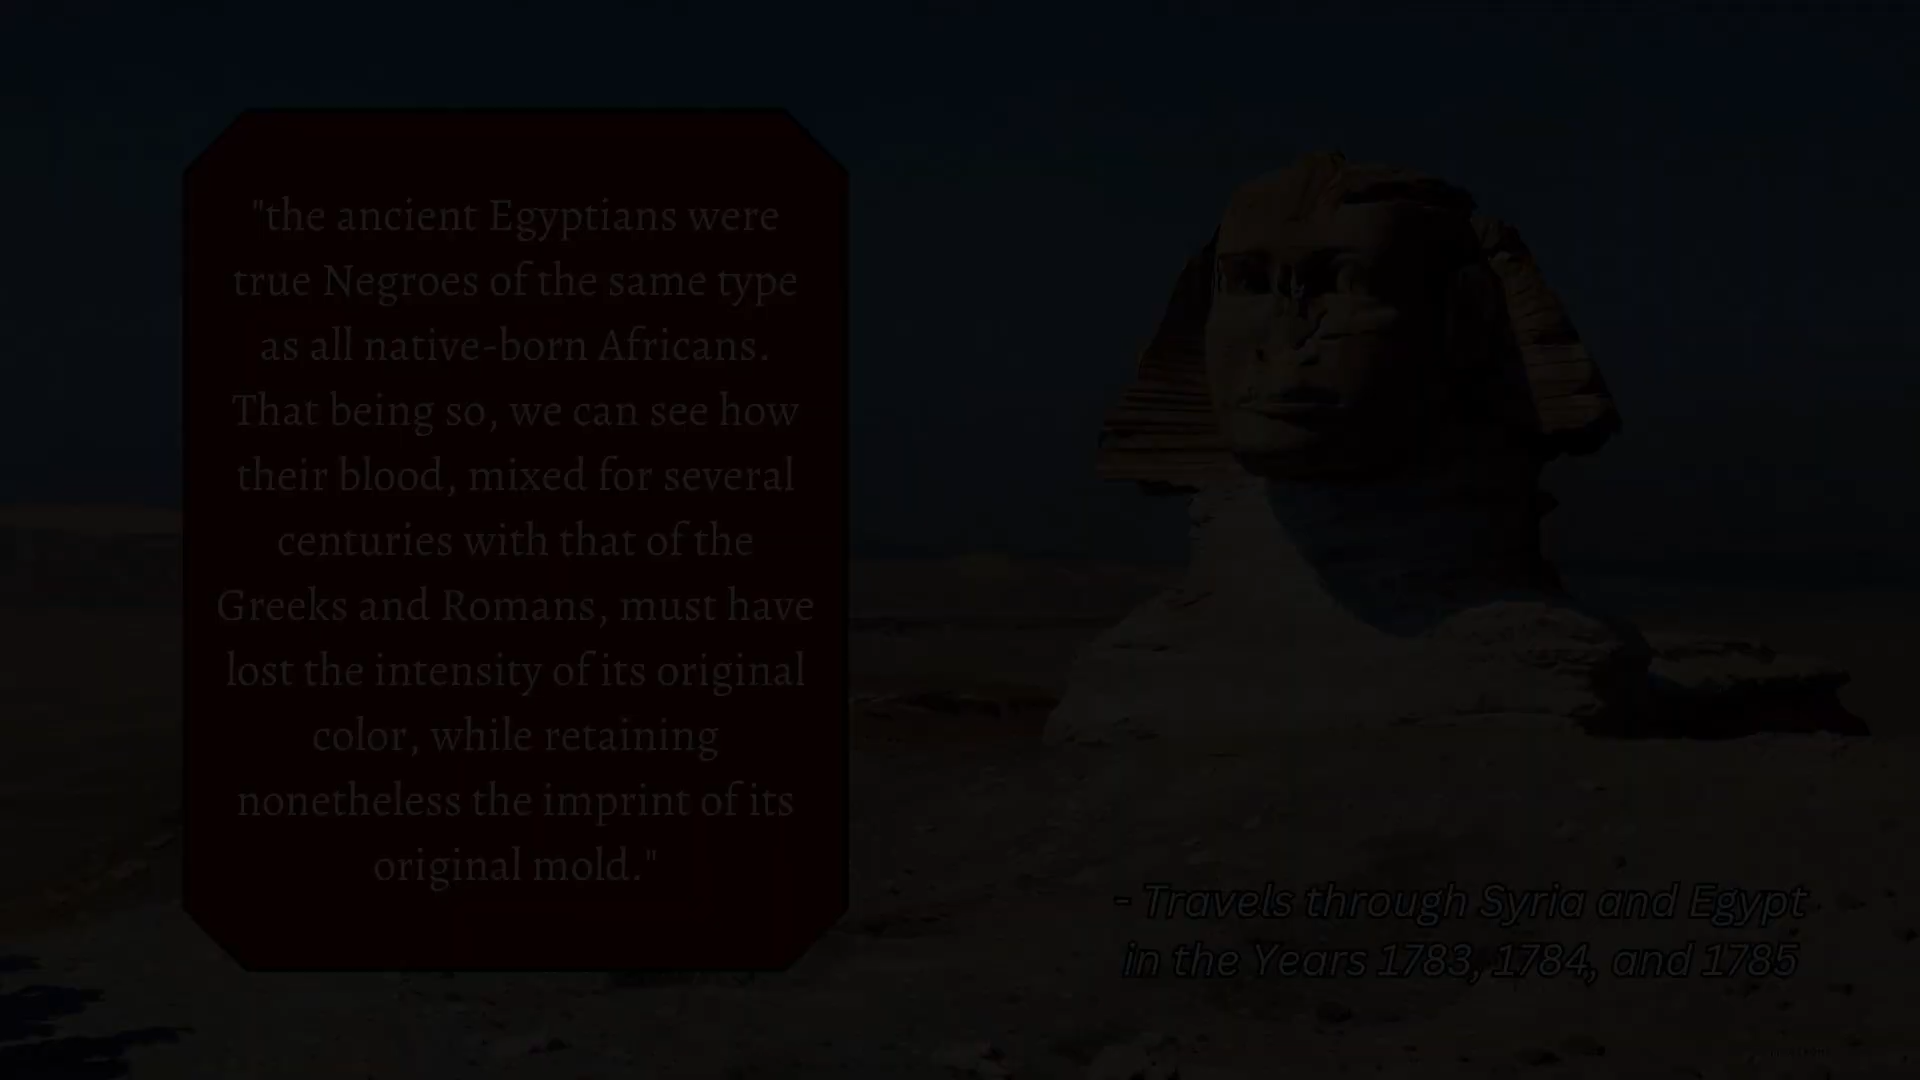 "the ancient Egyptians were
true Negroes of the same type
as all native-born Africans.
That being so, we can see how
their blood, mixed for several
centuries with that of the
Greeks and Romans, must have
lost the intensity of its original
color, while retaining
nonetheless the imprint of its
original mold."
- Travels through Syria and Egypt
in the Years 1783, 1784, and 1785